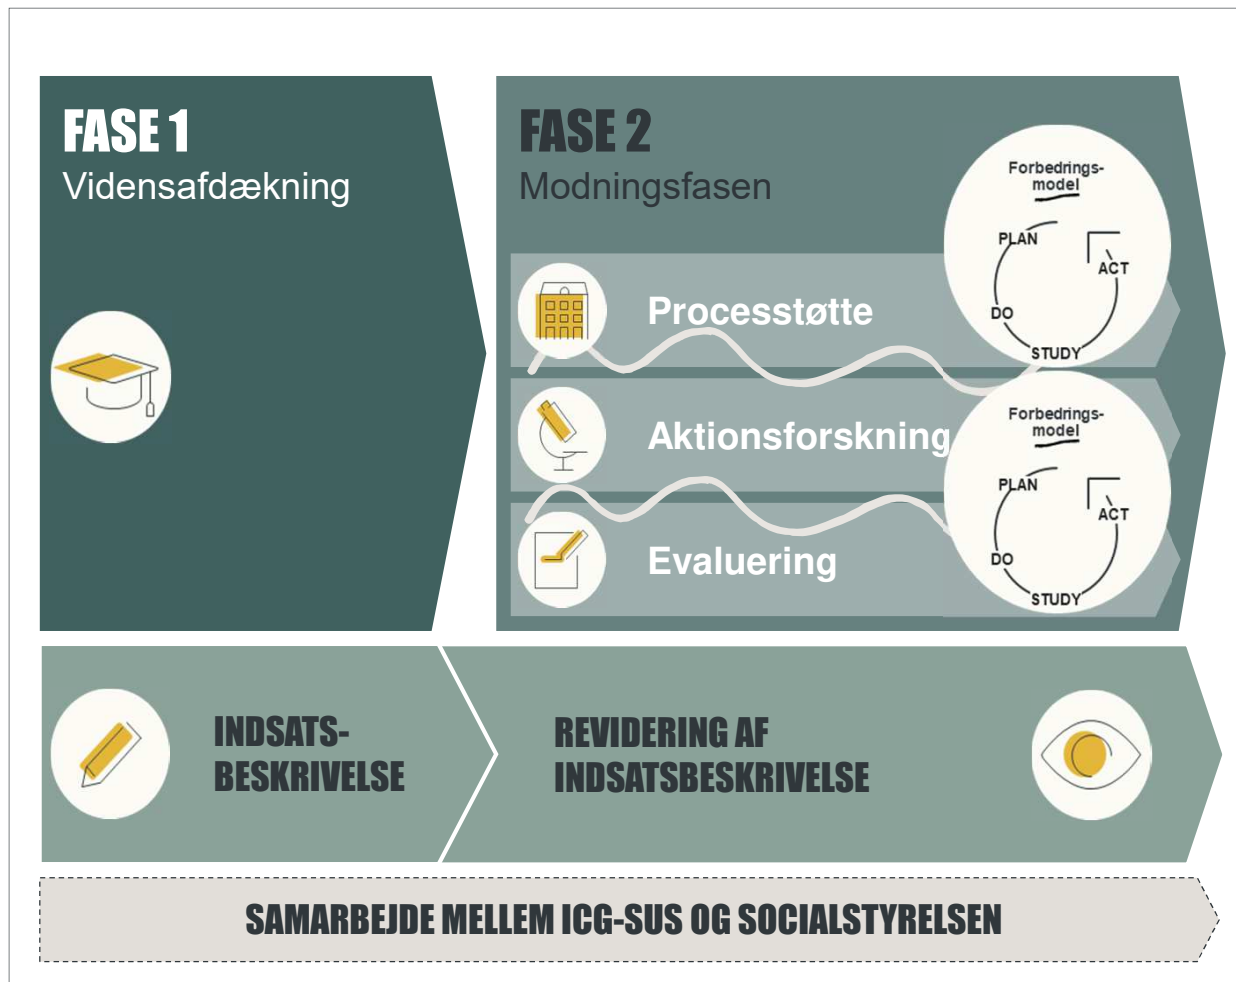 FASE 1
Vidensafdækning
FASE 2
Modningsfasen
Processtøtte
Aktionsforskning
Evaluering
Forbedrings-
model
PLAN
ACT
DO
STUDY
Forbedrings-
model
PLAN
ACT
DO
STUDY
INDSATS-
BESKRIVELSE
REVIDERING AF
INDSATSBESKRIVELSE
SAMARBEJDE MELLEM ICG-SUS OG SOCIALSTYRELSEN